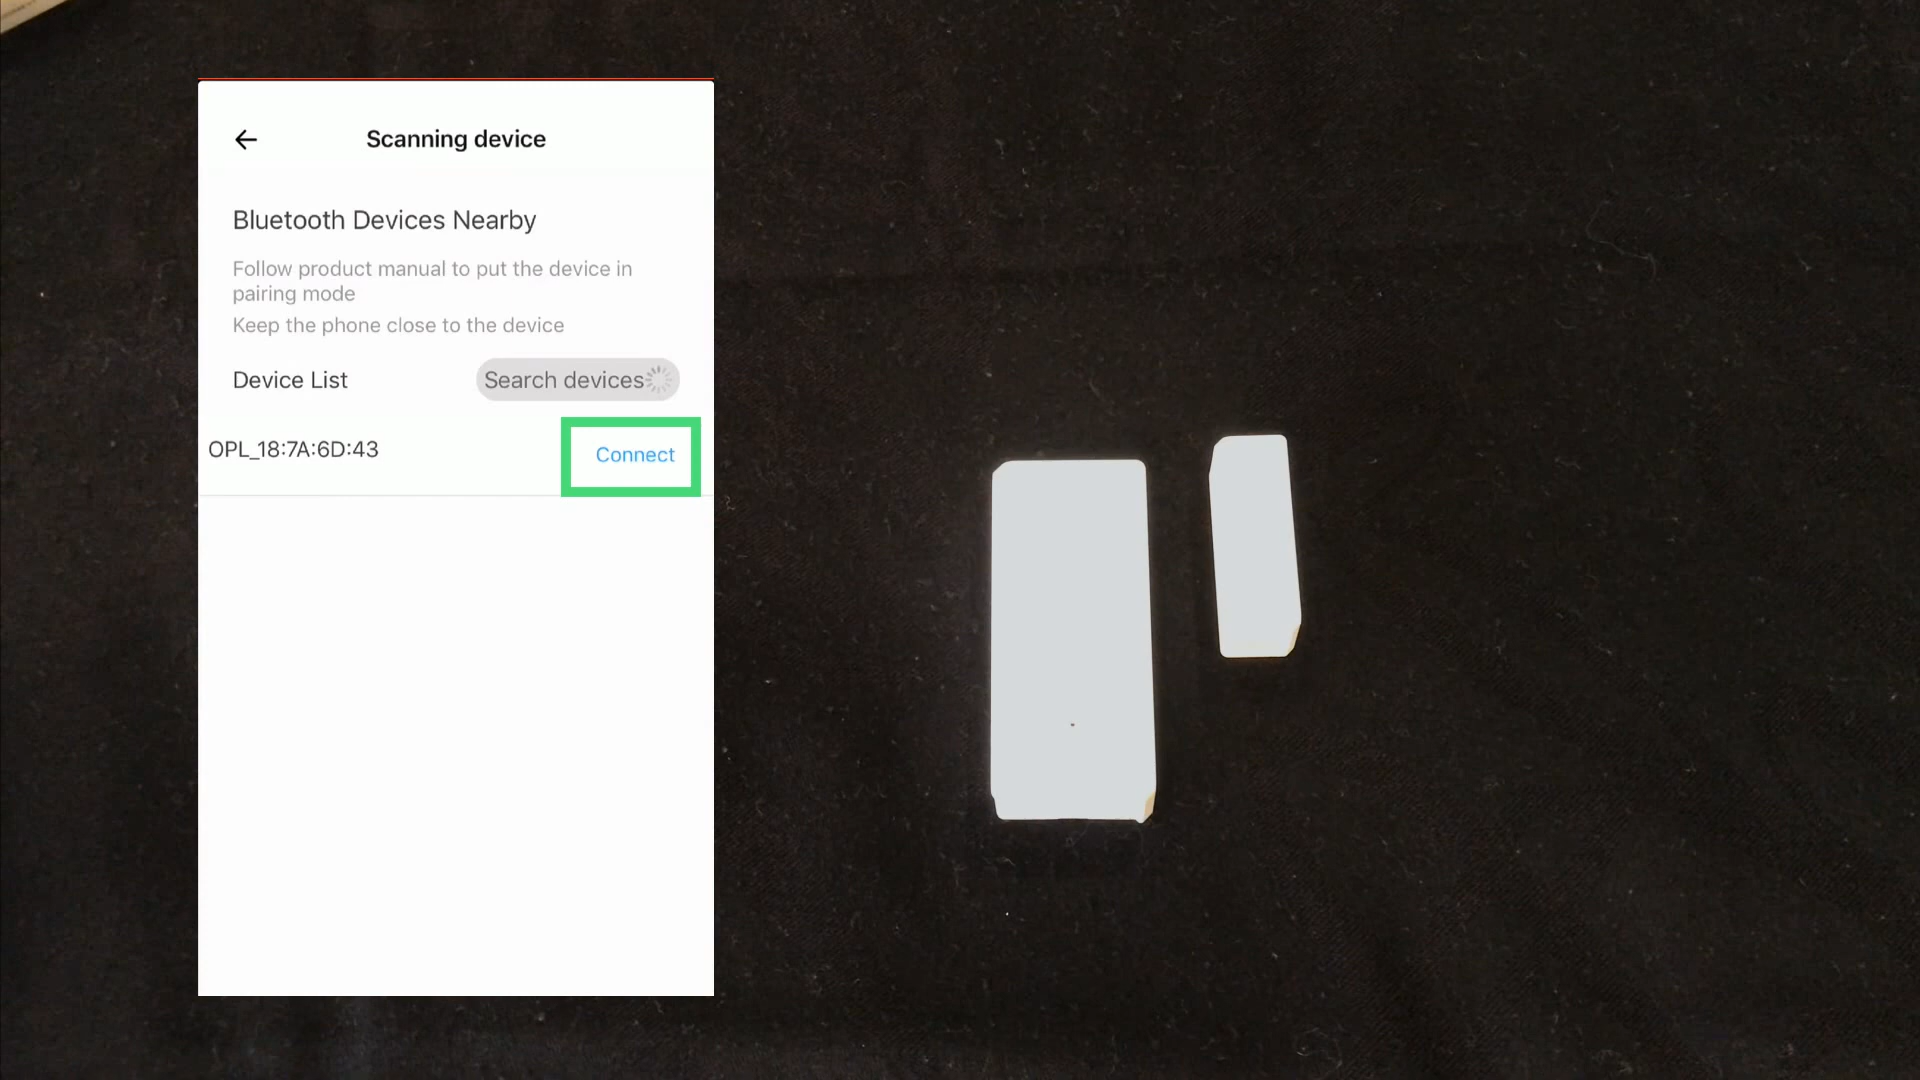 Scanning device
Bluetooth Devices Nearby
Follow product manual to put the device in
pairing mode
Keep the phone close to the device
Device List
Search devices
OPL_18:7A:6D:43
Connect